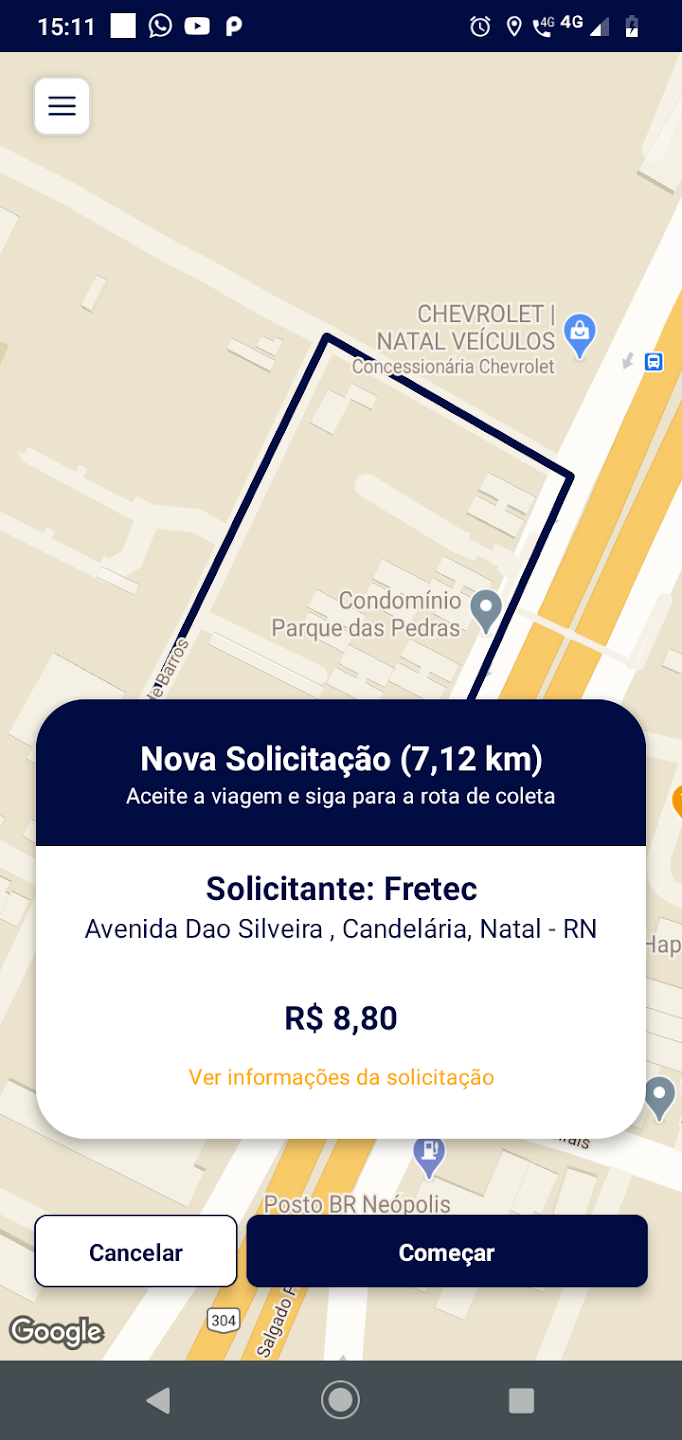 15:11
4G
4G
CHEVROLET |
NATAL VEÍCULOS
Concessionária Chevrolet
Condomínio
Parque das Pedras
de Barros
Nova Solicitação (7,12 km)
Aceite a viagem e siga para a rota de coleta
Solicitante: Fretec
Avenida Dao Silveira , Candelária, Natal - RN
Hap
R$ 8,80
Ver informações da solicitação
Posto BR Neópolis
Cancelar
Começar
304
Salgado
Google